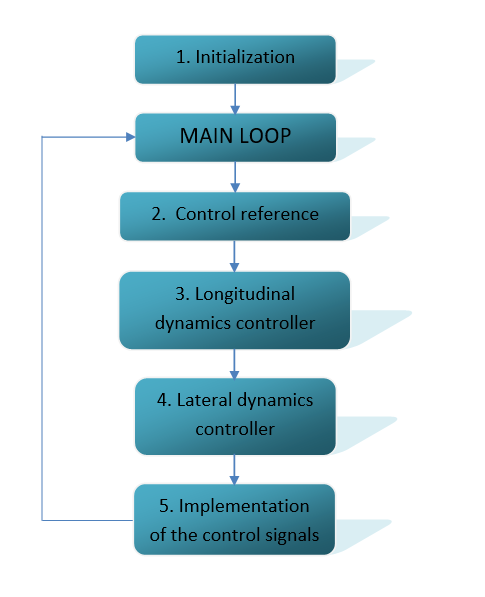 1. Initialization
MAIN LOOP
2.  Control reference
3. Longitudinal
dynamics controller
4. Lateral dynamics
controller
5. Implementation
of the control signals